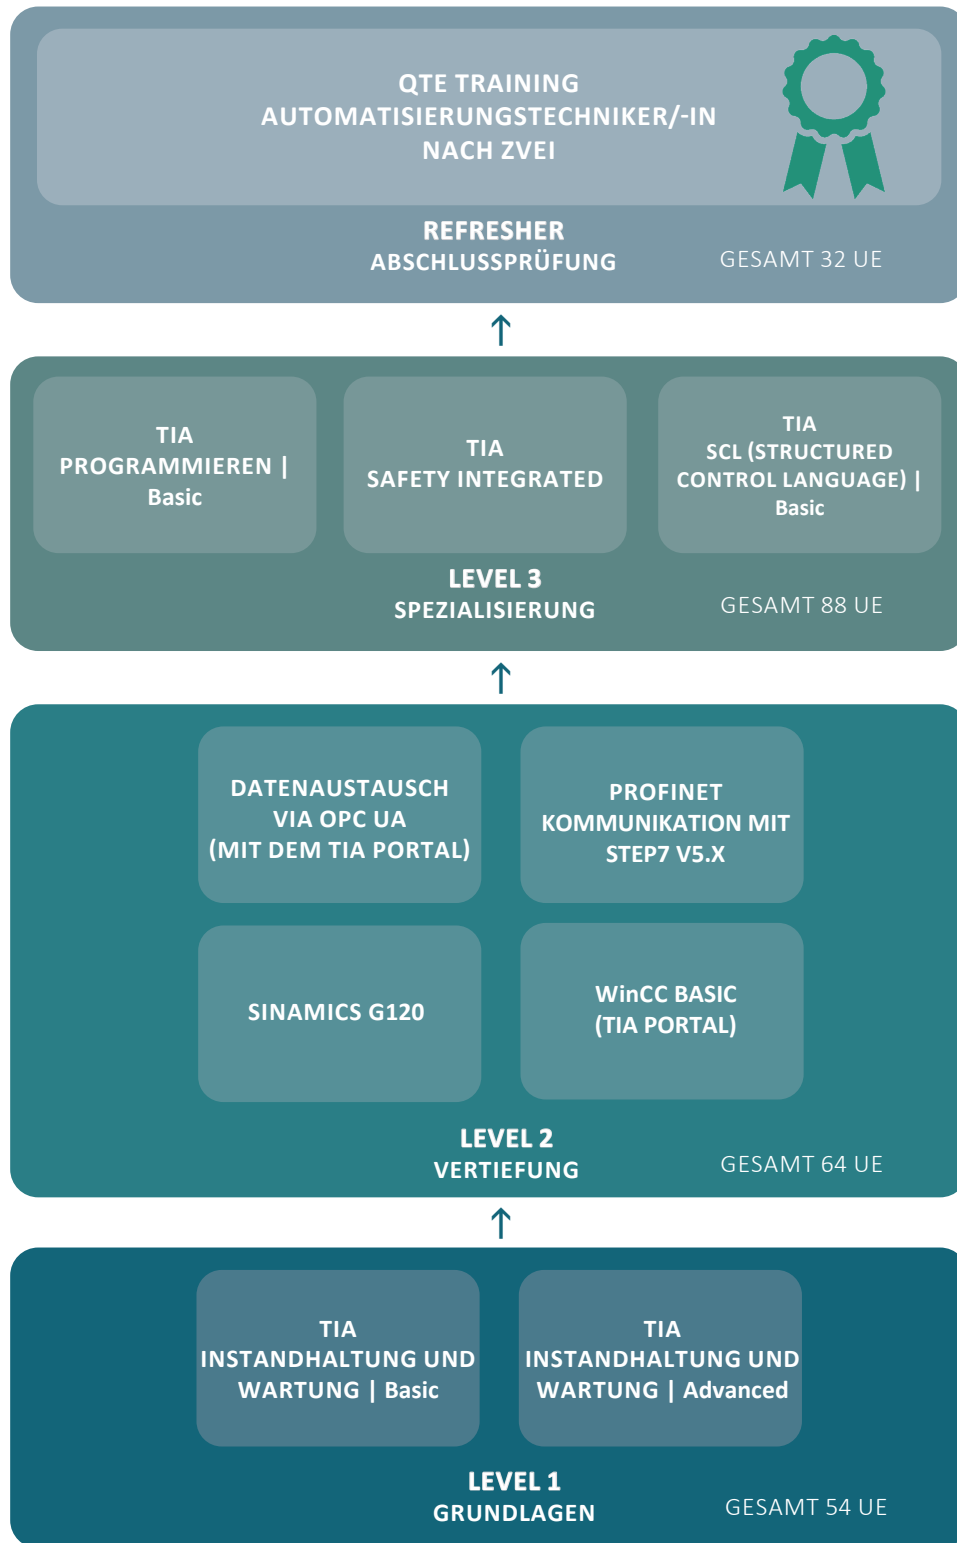 QTE TRAINING
AUTOMATISIERUNGSTECHNIKER/-IN
NACH ZVEI
REFRESHER
ABSCHLUSSPRÜFUNG
GESAMT 32 UE
TIA
PROGRAMMIEREN |
Basic
TIA
SAFETY INTEGRATED
TIA
SCL (STRUCTURED
CONTROL LANGUAGE) |
Basic
LEVEL 3
SPEZIALISIERUNG
GESAMT 88 UE
DATENAUSTAUSCH
VIA OPC UA
(MIT DEM TIA PORTAL)
PROFINET
KOMMUNIKATION MIT
STEP7 V5.X
SINAMICS G120
WinCC BASIC
(TIA PORTAL)
LEVEL 2
VERTIEFUNG
GESAMT 64 UE
TIA
INSTANDHALTUNG UND
WARTUNG | Basic
TIA
INSTANDHALTUNG UND
WARTUNG | Advanced
LEVEL 1
GRUNDLAGEN
GESAMT 54 UE